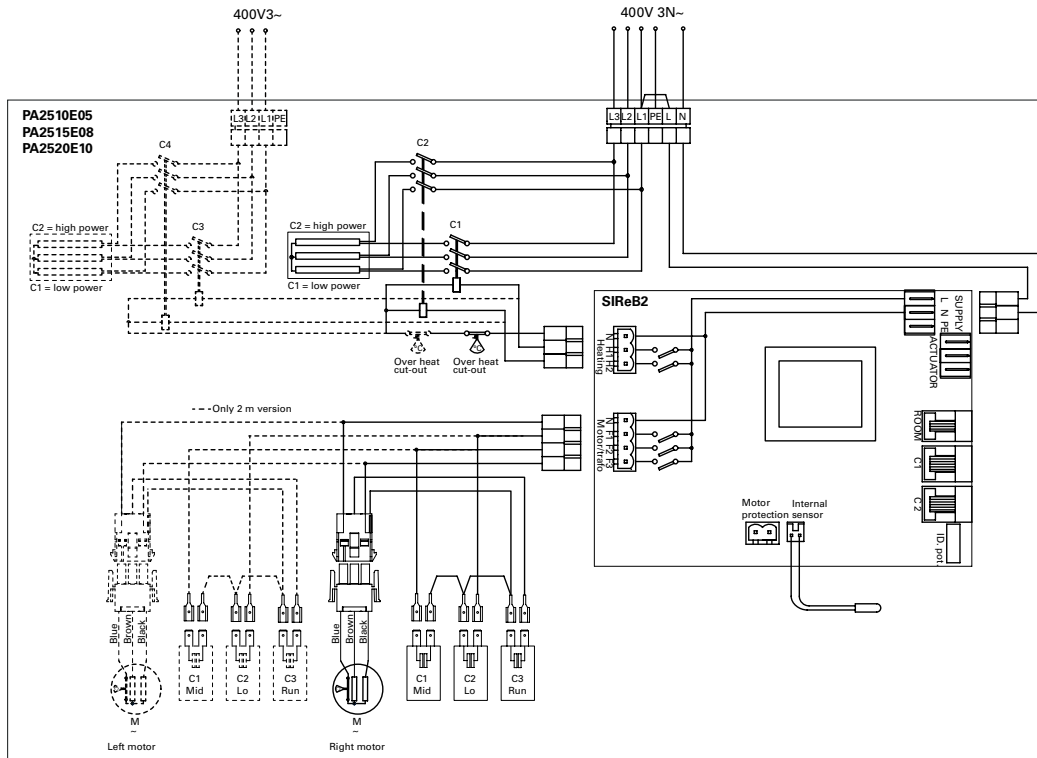 400V3~
400V 3N~
PA2510E05
PA2515E08
PA2520E10
L3 L2 L1 PE
L3 L2 L1 PE L N
C4
C2
C3
C1
C2 = high power
C1 = low power
C2 = high power
C1 = low power
°C
Over heat
cut-out
°C
Over heat
cut-out
SIReB2
N H1 H2
Heating
L N PE
SUPPLY
ACTUATOR
ROOM
C1
C 2
ID. pot.
---Only 2 m version
N F1 F2 F3
Motor/trafo
Motor
protection
Internal
sensor
Blue
Brown
Black
C1
Mid
C2
Lo
C3
Run
M
~
Left motor
Blue
Brown
Black
C1
Mid
C2
Lo
C3
Run
M
~
Right motor